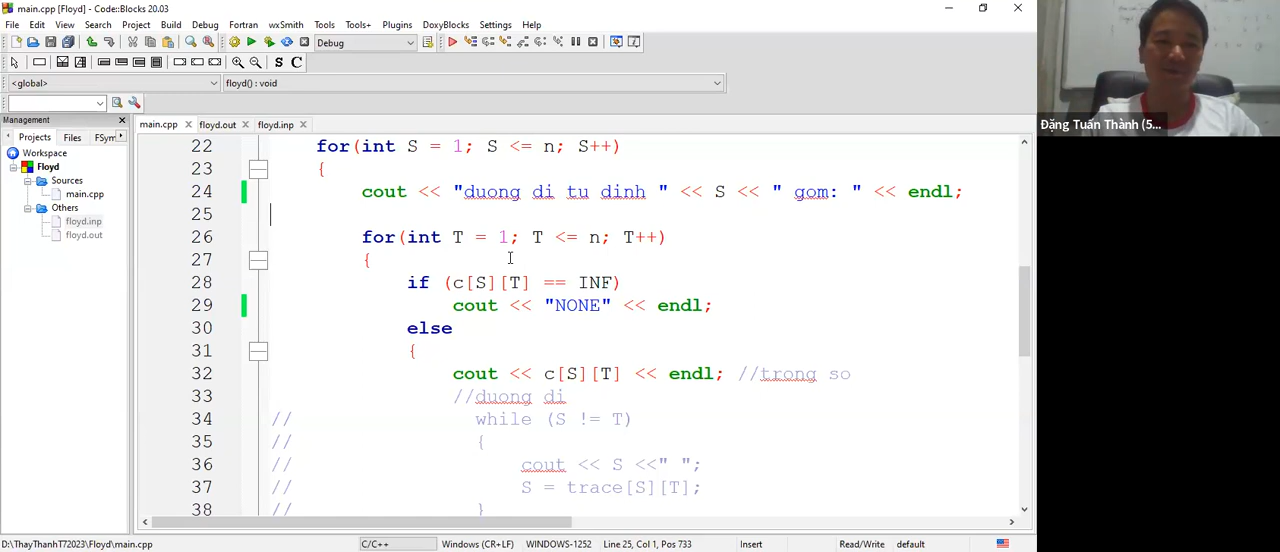 main.cpp [Floyd] - Code::Blocks 20.03
File Edit View Search Project Build Debug Fortran wxSmith Tools Tools+ Plugins DoxyBlocks Settings Help
Debug
S C
<global> floyd() : void
Management
main.cpp floyd.out floyd.inp
Projects Files FSym
Workspace
Floyd
Sources
main.cpp
Others
floyd.inp
floyd.out
22 for(int S = 1; S <= n; S++)
23 {
24 cout << "duong di tu dinh " << S << " gom: " << endl;
25
26 for(int T = 1; T <= n; T++)
27 {
28 if (c[S][T] == INF)
29 cout << "NONE" << endl;
30 else
31 {
32 cout << c[S][T] << endl; //trong so
33 //duong di
34 // while (S != T)
35 // {
36 // cout << S <<" ";
37 // S = trace[S][T];
38 // }
D:\ThayThanhT72023\Floyd\main.cpp C/C++ Windows (CR+LF) WINDOWS-1252 Line 25, Col 1, Pos 733 Insert Read/Write default
Đặng Tuấn Thành (5...